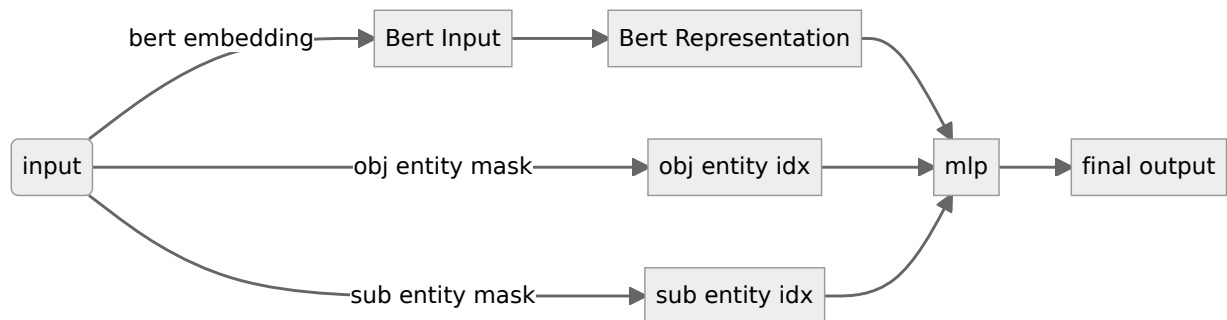 bert embedding
Bert Input
Bert Representation
input
obj entity mask
obj entity idx
mlp
final output
sub entity mask
sub entity idx